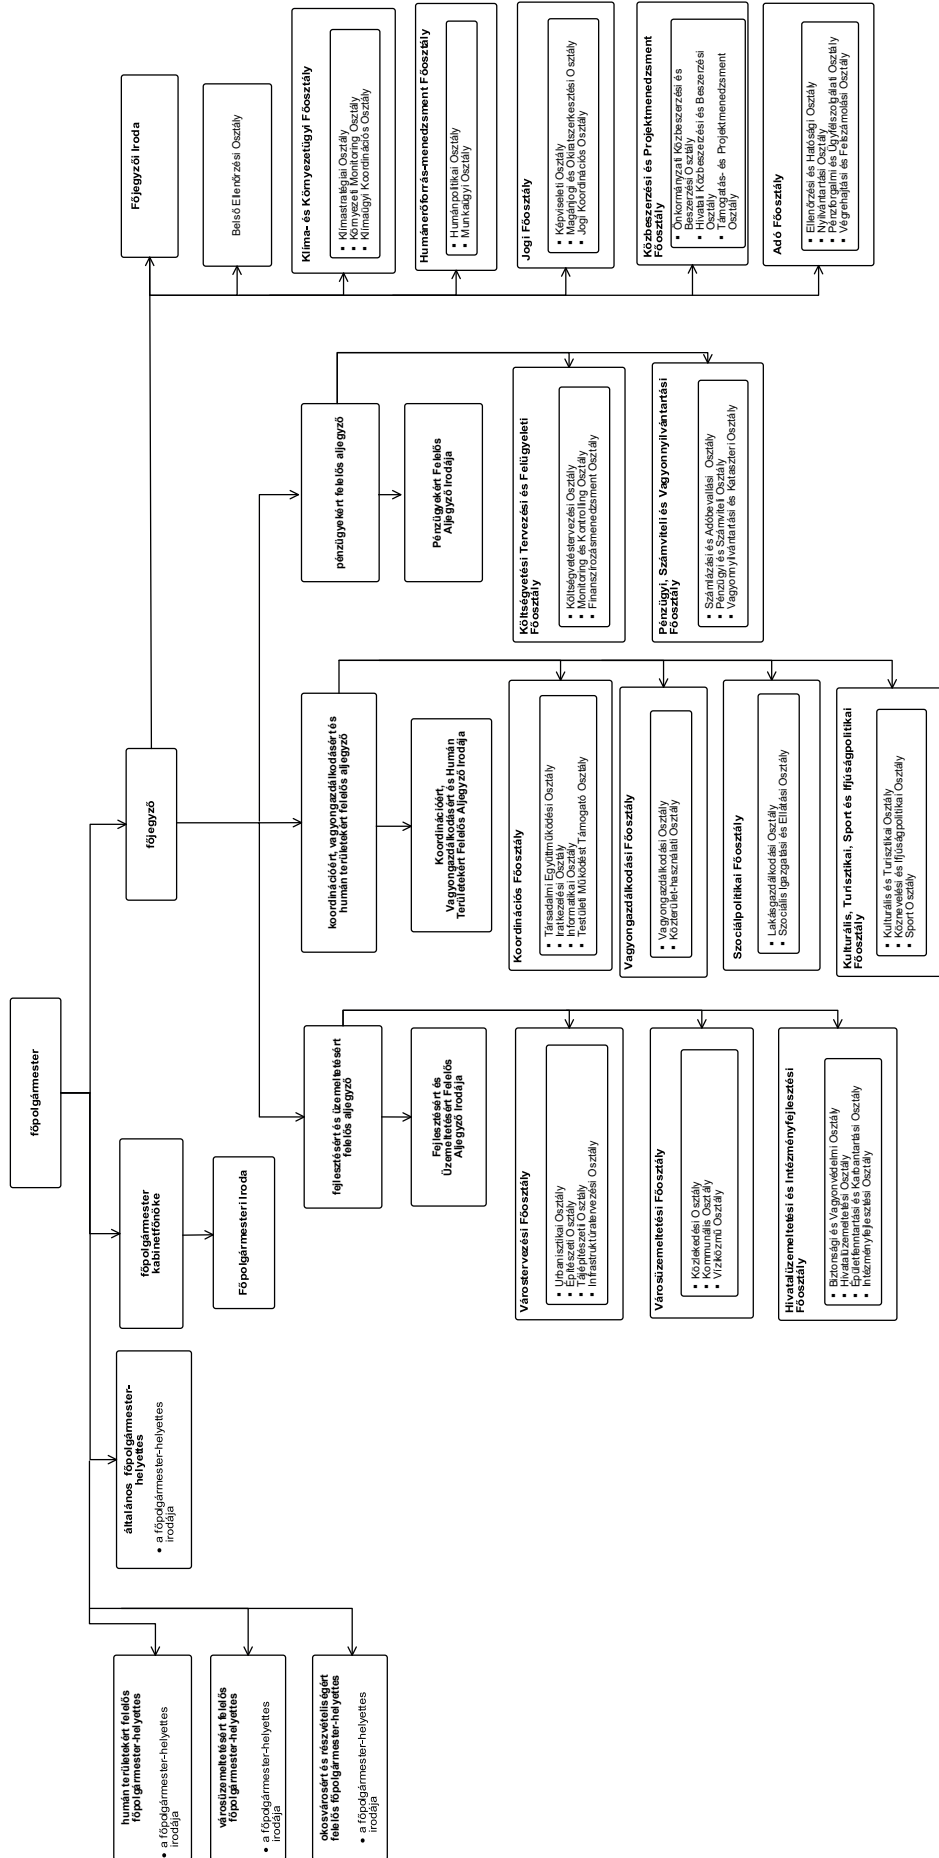 főpolgármester
humán területekért felelős
főpolgármester-helyettes
• a főpolgármester-helyettes
irodája
városüzemeltetésért felelős
főpolgármester-helyettes
• a főpolgármester-helyettes
irodája
okosvárosért és részvételiségért
felelős főpolgármester-helyettes
• a főpolgármester-helyettes
irodája
általános főpolgármester-
helyettes
• a főpolgármester-helyettes
irodája
főpolgármester
kabinetfőnöke
Főpolgármesteri Iroda
főjegyző
fejlesztésért és üzemeltetésért
felelős aljegyző
Fejlesztésért és
Üzemeltetésért Felelős
Aljegyző Irodája
Várostervezési Főosztály
▪ Urbanisztikai Osztály
▪ Építészeti Osztály
▪ Tájépítészeti Osztály
▪ Infrastruktúratervezési Osztály
Városüzemeltetési Főosztály
▪ Közlekedési Osztály
▪ Kommunális Osztály
▪ Víziközmű Osztály
Hivatalüzemeltetési és Intézményfejlesztési
Főosztály
▪ Biztonsági és Vagyonvédelmi Osztály
▪ Hivatalüzemeltetési Osztály
▪ Épületfenntartási és Karbantartási Osztály
▪ Intézményfejlesztési Osztály
koordinációért, vagyongazdálkodásért és
humán területekért felelős aljegyző
Koordinációért,
Vagyongazdálkodásért és Humán
Területekért Felelős Aljegyző Irodája
Koordinációs Főosztály
▪ Társadalmi Együttműködési Osztály
▪ Iratkezelési Osztály
▪ Informatikai Osztály
▪ Testületi Működést Támogató Osztály
Vagyongazdálkodási Főosztály
▪ Vagyongazdálkodási Osztály
▪ Közterület-használati Osztály
Szociálpolitikai Főosztály
▪ Lakásgazdálkodási Osztály
▪ Szociális Igazgatási és Ellátási Osztály
Kulturális, Turisztikai, Sport és Ifjúságpolitikai
Főosztály
▪ Kulturális és Turisztikai Osztály
▪ Köznevelési és Ifjúságpolitikai Osztály
▪ Sport Osztály
pénzügyekért felelős aljegyző
Pénzügyekért Felelős
Aljegyző Irodája
Költségvetési Tervezési és Felügyeleti
Főosztály
▪ Költségvetéstervezési Osztály
▪ Monitoring és Kontrolling Osztály
▪ Finanszírozásmenedzsment Osztály
Pénzügyi, Számviteli és Vagyonnyilvántartási
Főosztály
▪ Számlázási és Adóbevallási Osztály
▪ Pénzügyi és Számviteli Osztály
▪ Vagyonnyilvántartási és Kataszteri Osztály
Főjegyzői Iroda
Belső Ellenőrzési Osztály
Klíma- és Környezetügyi Főosztály
▪ Klímastratégiai Osztály
▪ Környezeti Monitoring Osztály
▪ Klímaügyi Koordinációs Osztály
Humánerőforrás-menedzsment Főosztály
▪ Humánpolitikai Osztály
▪ Munkaügyi Osztály
Jogi Főosztály
▪ Képviseleti Osztály
▪ Magánjogi és Okiratszerkesztési Osztály
▪ Jogi Koordinációs Osztály
Közbeszerzési és Projektmenedzsment
Főosztály
▪ Önkormányzati Közbeszerzési és
Beszerzési Osztály
▪ Hivatali Közbeszerzési és Beszerzési
Osztály
▪ Támogatás- és Projektmenedzsment
Osztály
Adó Főosztály
▪ Ellenőrzési és Hatósági Osztály
▪ Nyilvántartási Osztály
▪ Pénzforgalmi és Ügyfélszolgálati Osztály
▪ Végrehajtási és Felszámolási Osztály